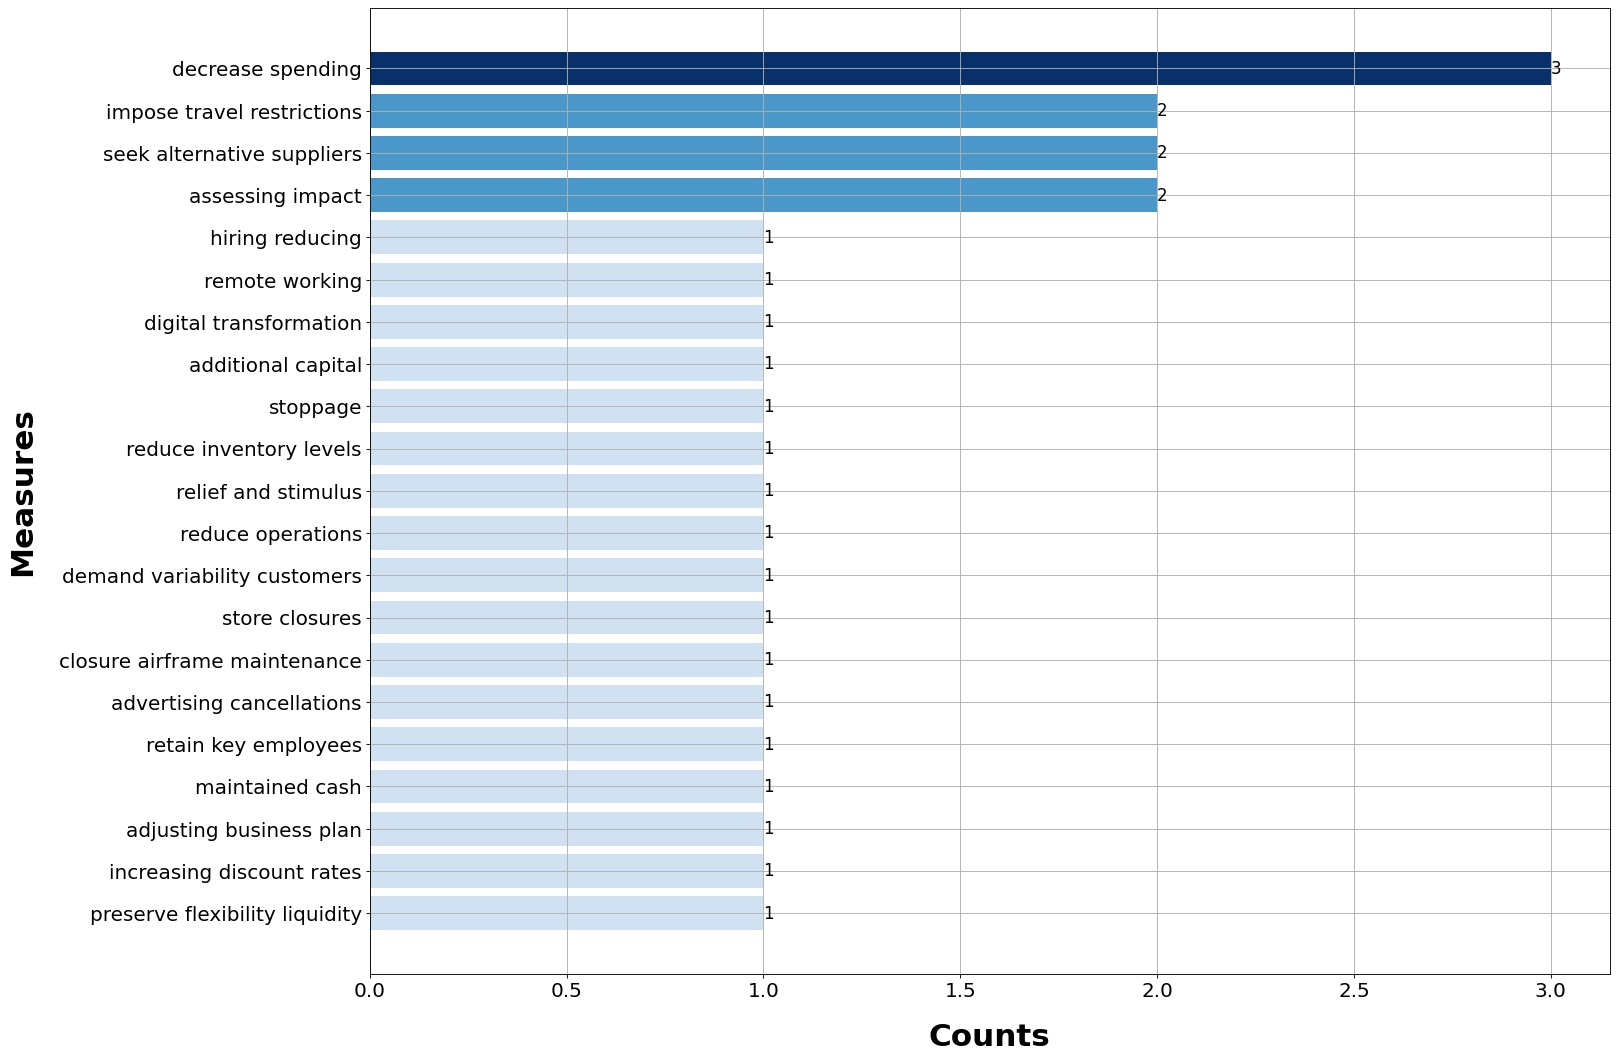 decrease spending 3
impose travel restrictions 2
seek alternative suppliers 2
assessing impact 2
hiring reducing 1
remote working 1
digital transformation 1
additional capital 1
stoppage 1
reduce inventory levels 1
relief and stimulus 1
reduce operations 1
demand variability customers 1
store closures 1
closure airframe maintenance 1
advertising cancellations 1
retain key employees 1
maintained cash 1
adjusting business plan 1
increasing discount rates 1
preserve flexibility liquidity 1
Measures
0.0 0.5 1.0 1.5 2.0 2.5 3.0
Counts